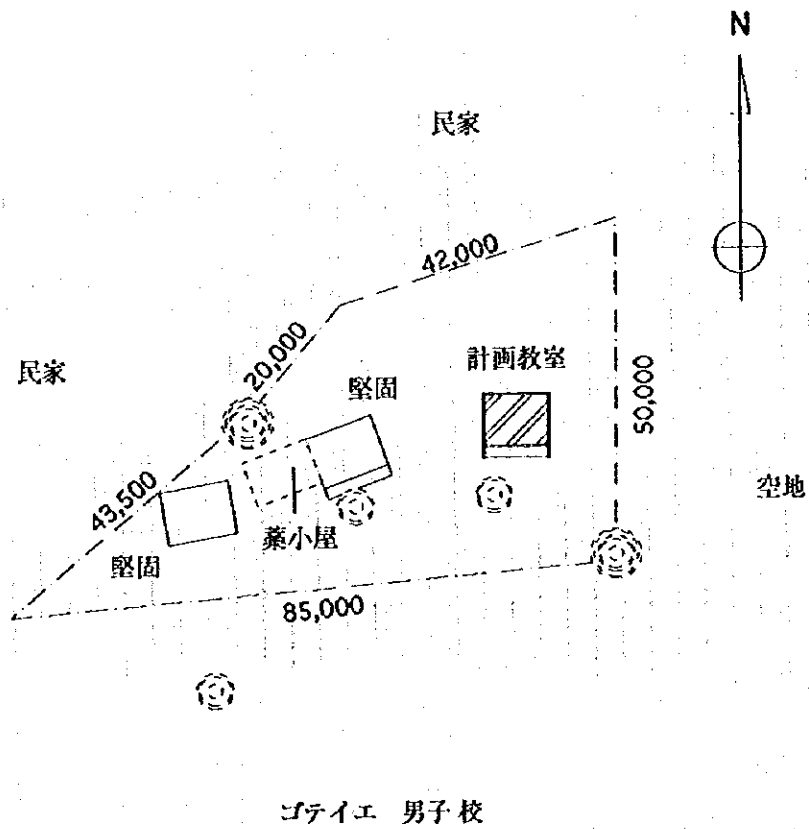 N
民家
42,000
20,000
民家
計画教室
堅固
50,000
43,500
空地
藁小屋
堅固
85,000
ゴテイエ 男子校